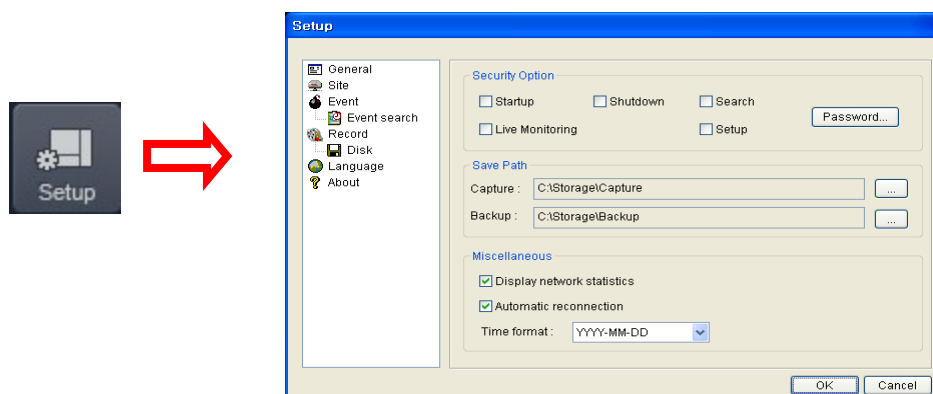 Setup
Setup
General
Site
Event
Event search
Record
Disk
Language
About
Security Option
Startup Shutdown Search
Password...
Live Monitoring Setup
Save Path
Capture : C:\Storage\Capture ...
Backup : C:\Storage\Backup ...
Miscellaneous
Display network statistics
Automatic reconnection
Time format : YYYY-MM-DD
OK Cancel